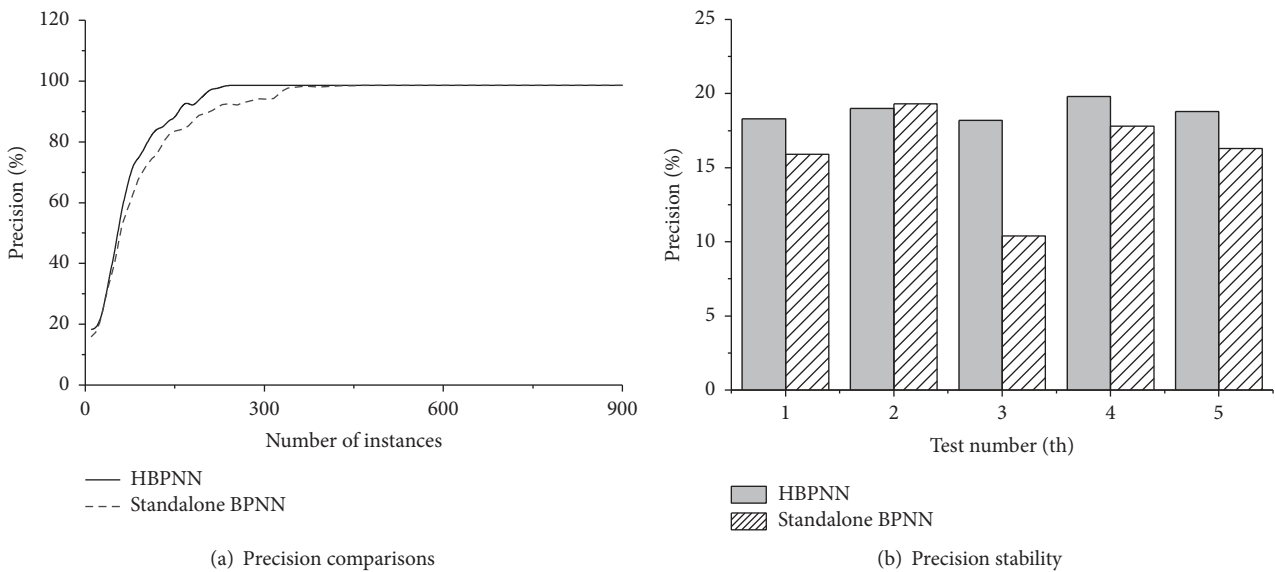 120
100
80
60
40
20
0
Precision (%)
0 300 600 900
Number of instances
HBPNN
Standalone BPNN
(a) Precision comparisons
25
20
15
10
5
0
Precision (%)
1 2 3 4 5
Test number (th)
HBPNN
Standalone BPNN
(b) Precision stability